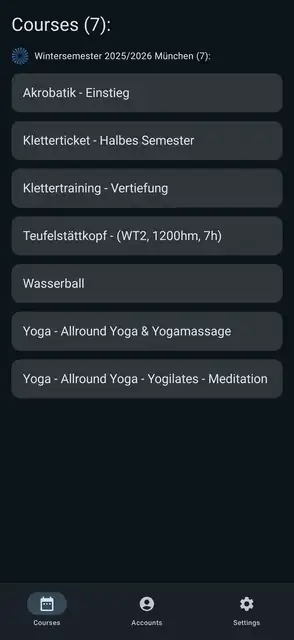 Courses (7):
Wintersemester 2025/2026 München (7):
Akrobatik - Einstieg
Kletterticket - Halbes Semester
Klettertraining - Vertiefung
Teufelstättkopf - (WT2, 1200hm, 7h)
Wasserball
Yoga - Allround Yoga & Yogamassage
Yoga - Allround Yoga - Yogilates - Meditation
Courses Accounts Settings